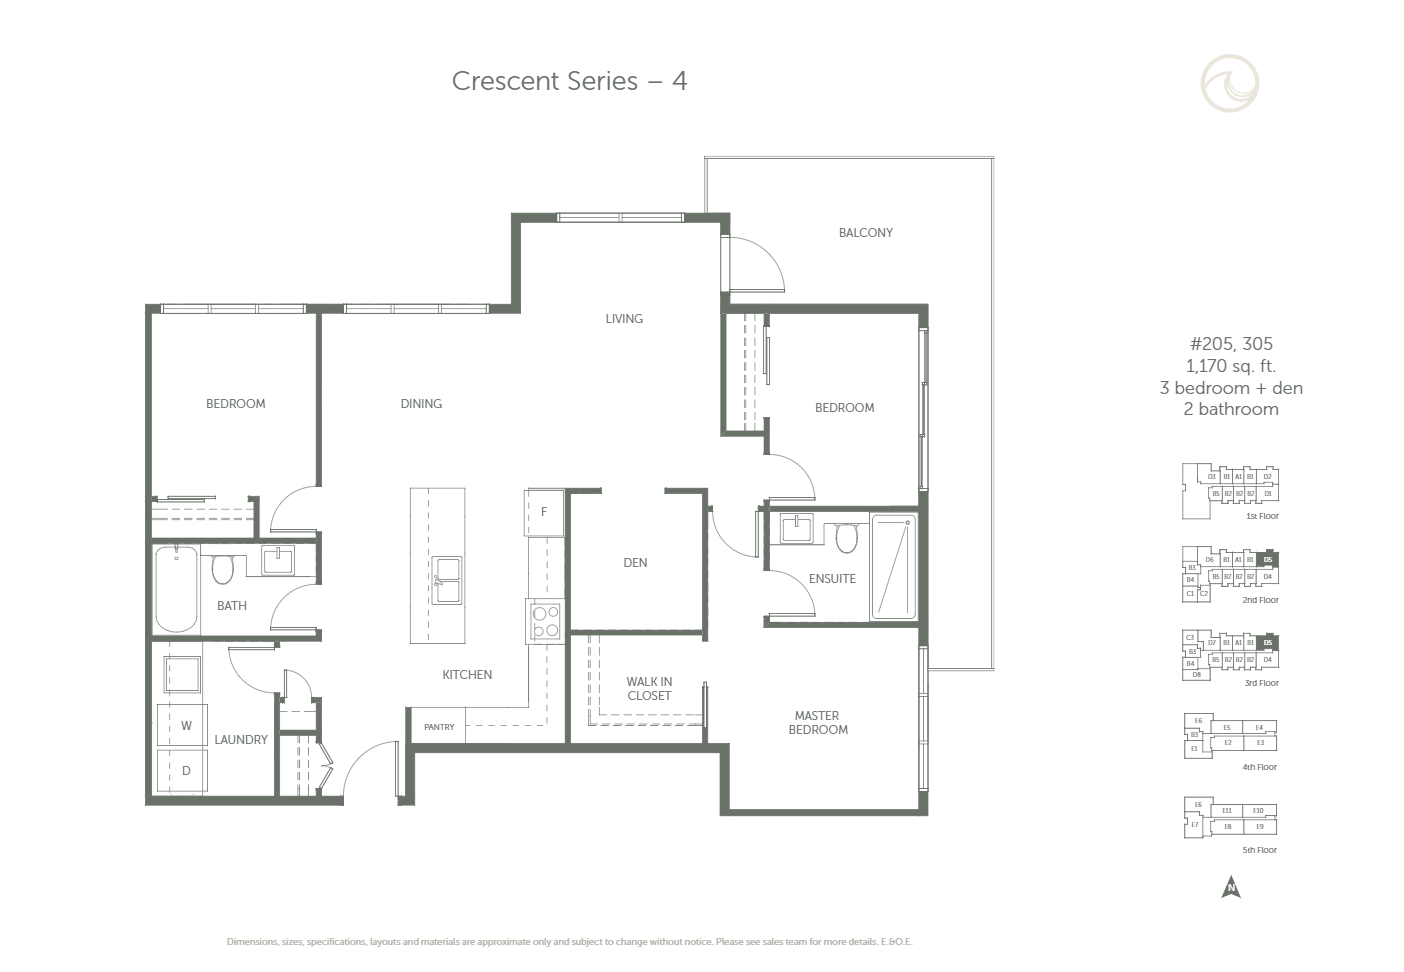 Crescent Series – 4
BALCONY
LIVING
BEDROOM
DINING
BEDROOM
F
DEN
ENSUITE
BATH
KITCHEN
WALK IN
CLOSET
MASTER
BEDROOM
PANTRY
W
LAUNDRY
D
#205, 305
1,170 sq. ft.
3 bedroom + den
2 bathroom
D3 B1 A1 B1 D2
B5 B2 B2 B2 D1
1st Floor
D6 B1 A1 B1 D5
B3
B4 B5 B2 B2 B2 D4
C1 C2
2nd Floor
C3 D7 B1 A1 B1 D5
B3
B4 B5 B2 B2 B2 D4
D8
3rd Floor
E6 E5 E4
B3 E2 E3
E1
4th Floor
E6 E11 E10
E7 E8 E9
5th Floor
N
Dimensions, sizes, specifications, layouts and materials are approximate only and subject to change without notice. Please see sales team for more details. E.&O.E.